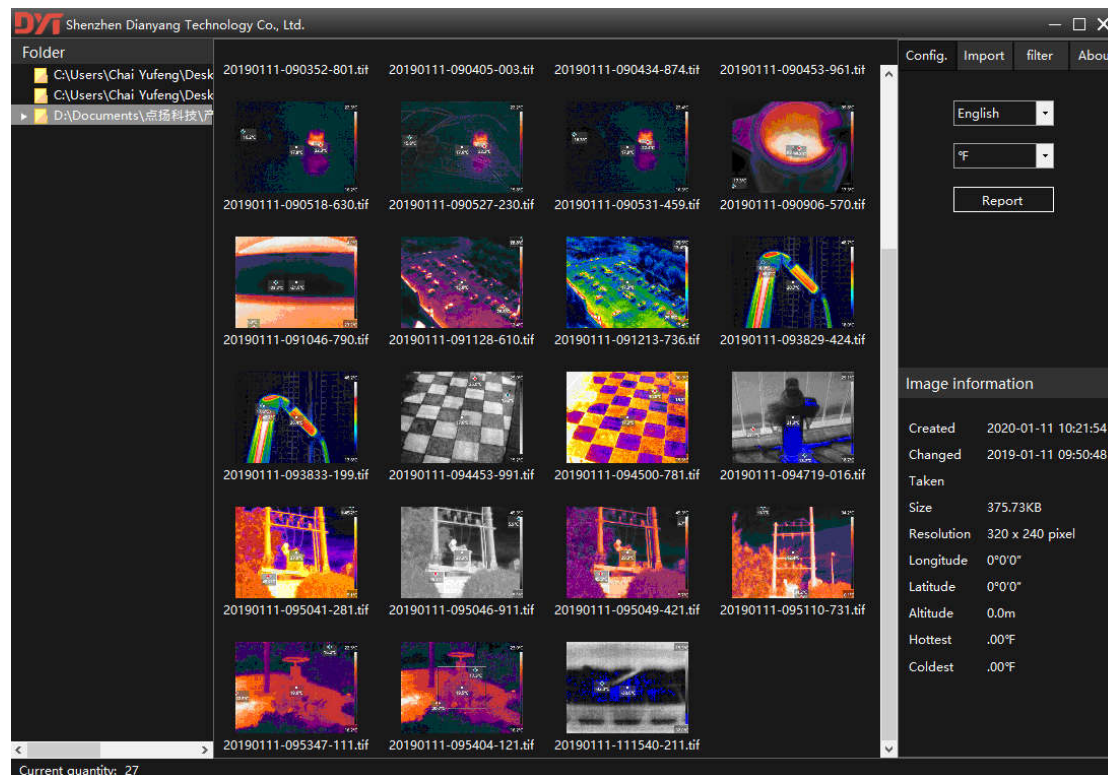 DYT Shenzhen Dianyang Technology Co., Ltd.
Folder
C:\Users\Chai Yufeng\Desk
C:\Users\Chai Yufeng\Desk
D:\Documents\点扬科技\产
20190111-090352-801.tif 20190111-090405-003.tif 20190111-090434-874.tif 20190111-090453-961.tif
20190111-090518-630.tif 20190111-090527-230.tif 20190111-090531-459.tif 20190111-090906-570.tif
20190111-091046-790.tif 20190111-091128-610.tif 20190111-091213-736.tif 20190111-093829-424.tif
20190111-093833-199.tif 20190111-094453-991.tif 20190111-094500-781.tif 20190111-094719-016.tif
20190111-095041-281.tif 20190111-095046-911.tif 20190111-095049-421.tif 20190111-095110-731.tif
20190111-095347-111.tif 20190111-095404-121.tif 20190111-111540-211.tif
Config. Import filter Abou
English
°F
Report
Image information
Created 2020-01-11 10:21:54
Changed 2019-01-11 09:50:48
Taken
Size 375.73KB
Resolution 320 x 240 pixel
Longitude 0°0'0"
Latitude 0°0'0"
Altitude 0.0m
Hottest .00°F
Coldest .00°F
Current quantity: 27